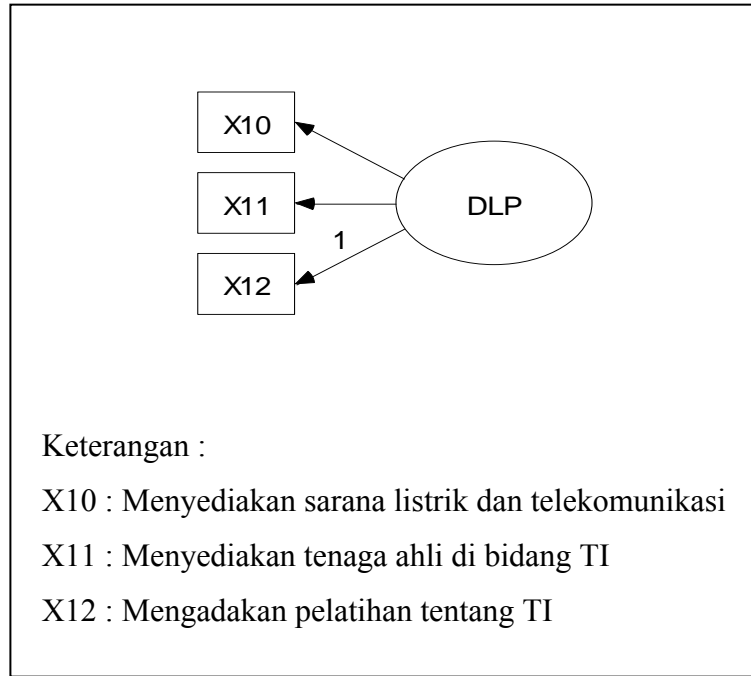 X10
X11
DLP
1
X12
Keterangan :
X10 : Menyediakan sarana listrik dan telekomunikasi
X11 : Menyediakan tenaga ahli di bidang TI
X12 : Mengadakan pelatihan tentang TI